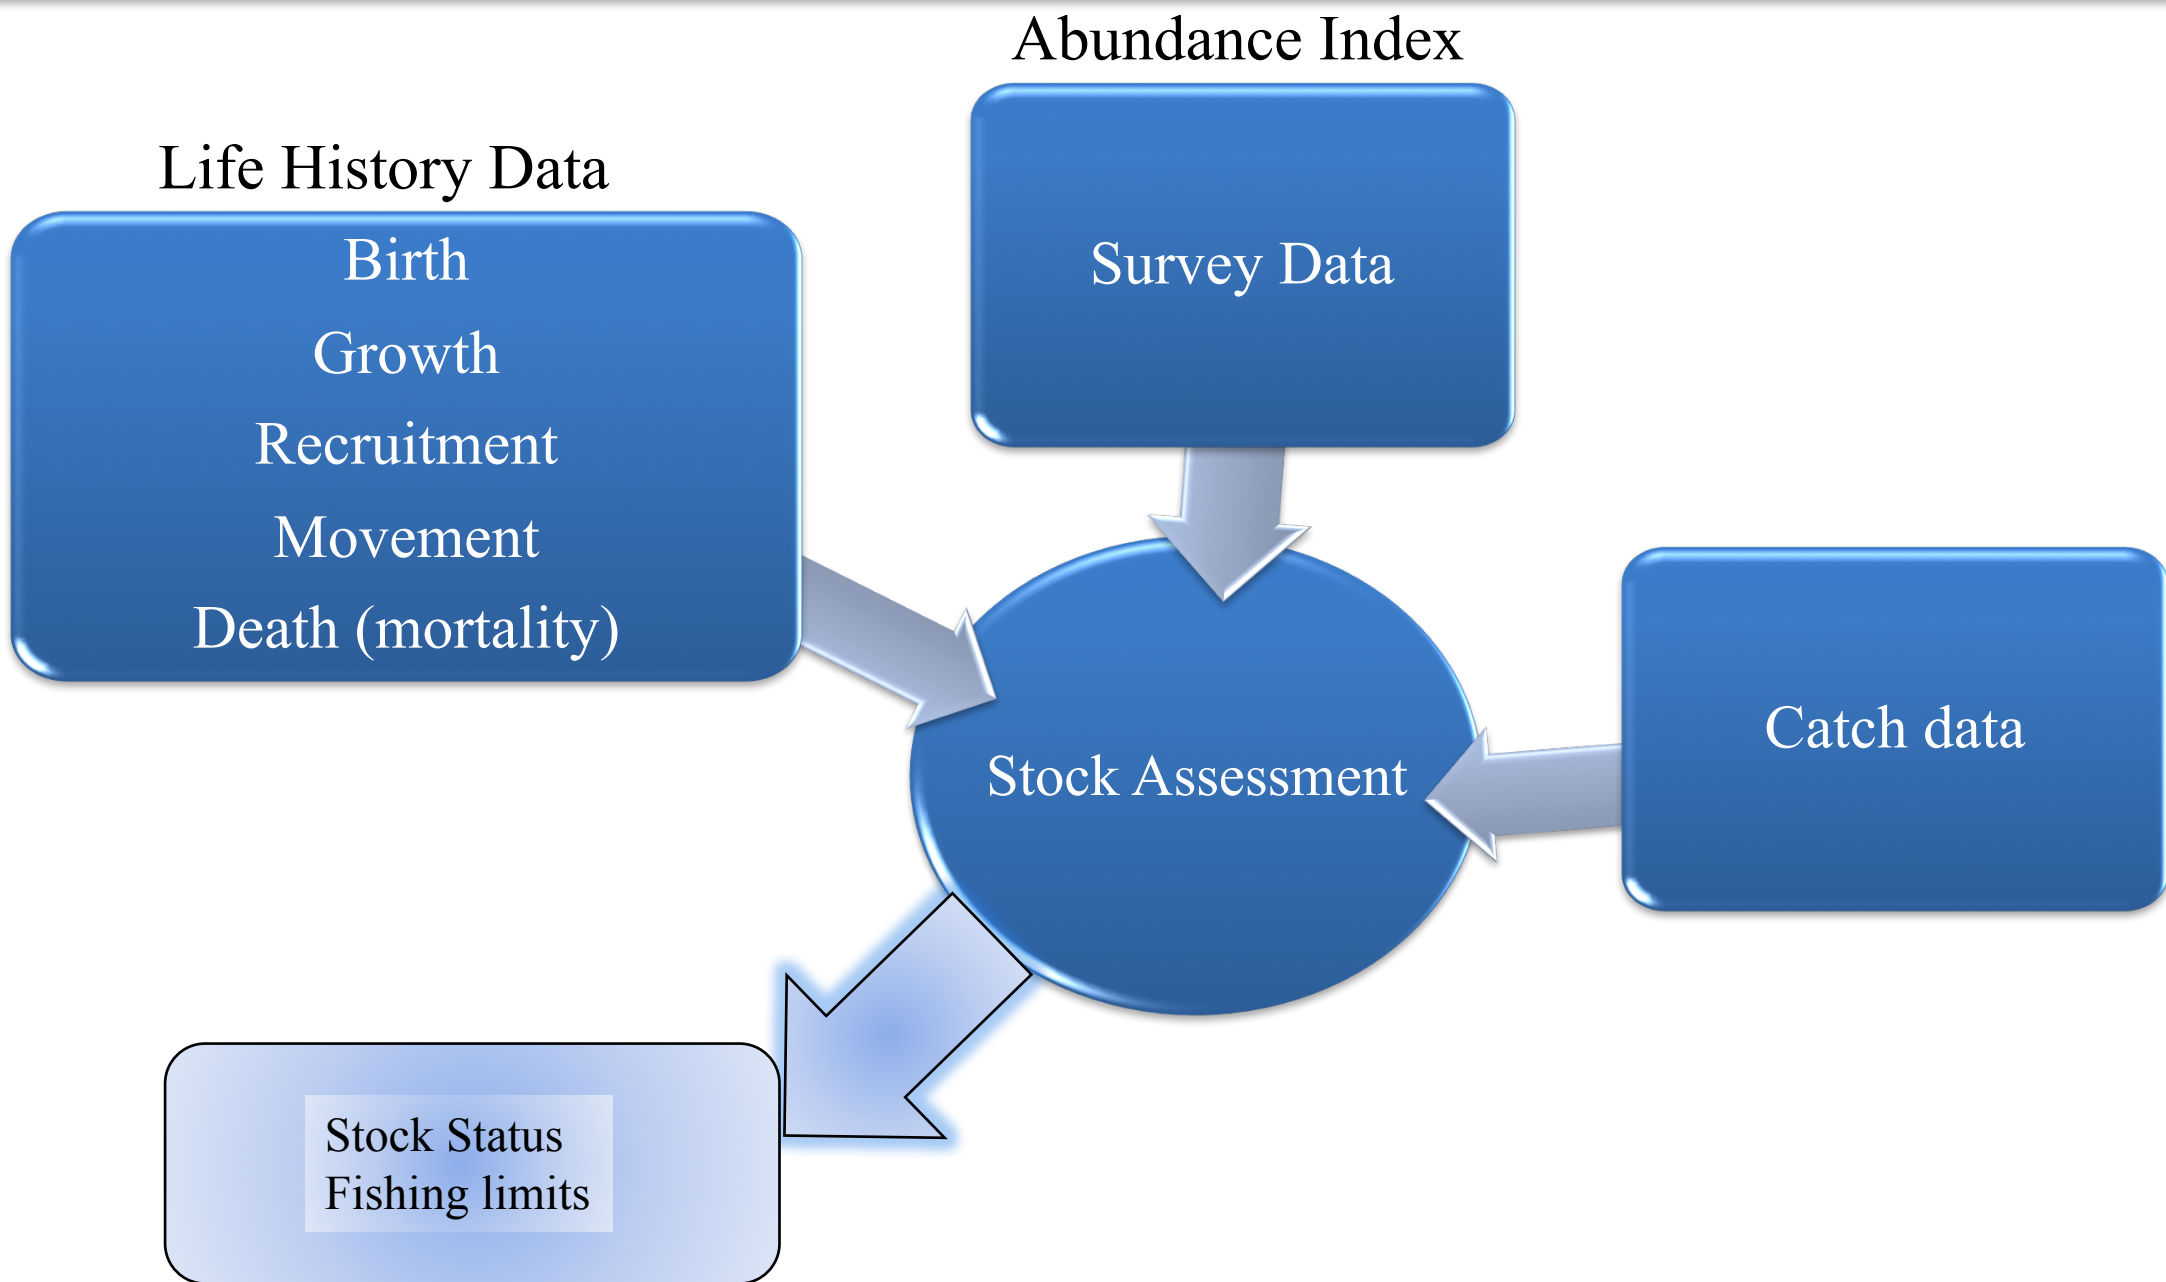 Abundance Index
Survey Data
Life History Data
Birth
Growth
Recruitment
Movement
Death (mortality)
Catch data
Stock Assessment
Stock Status
Fishing limits